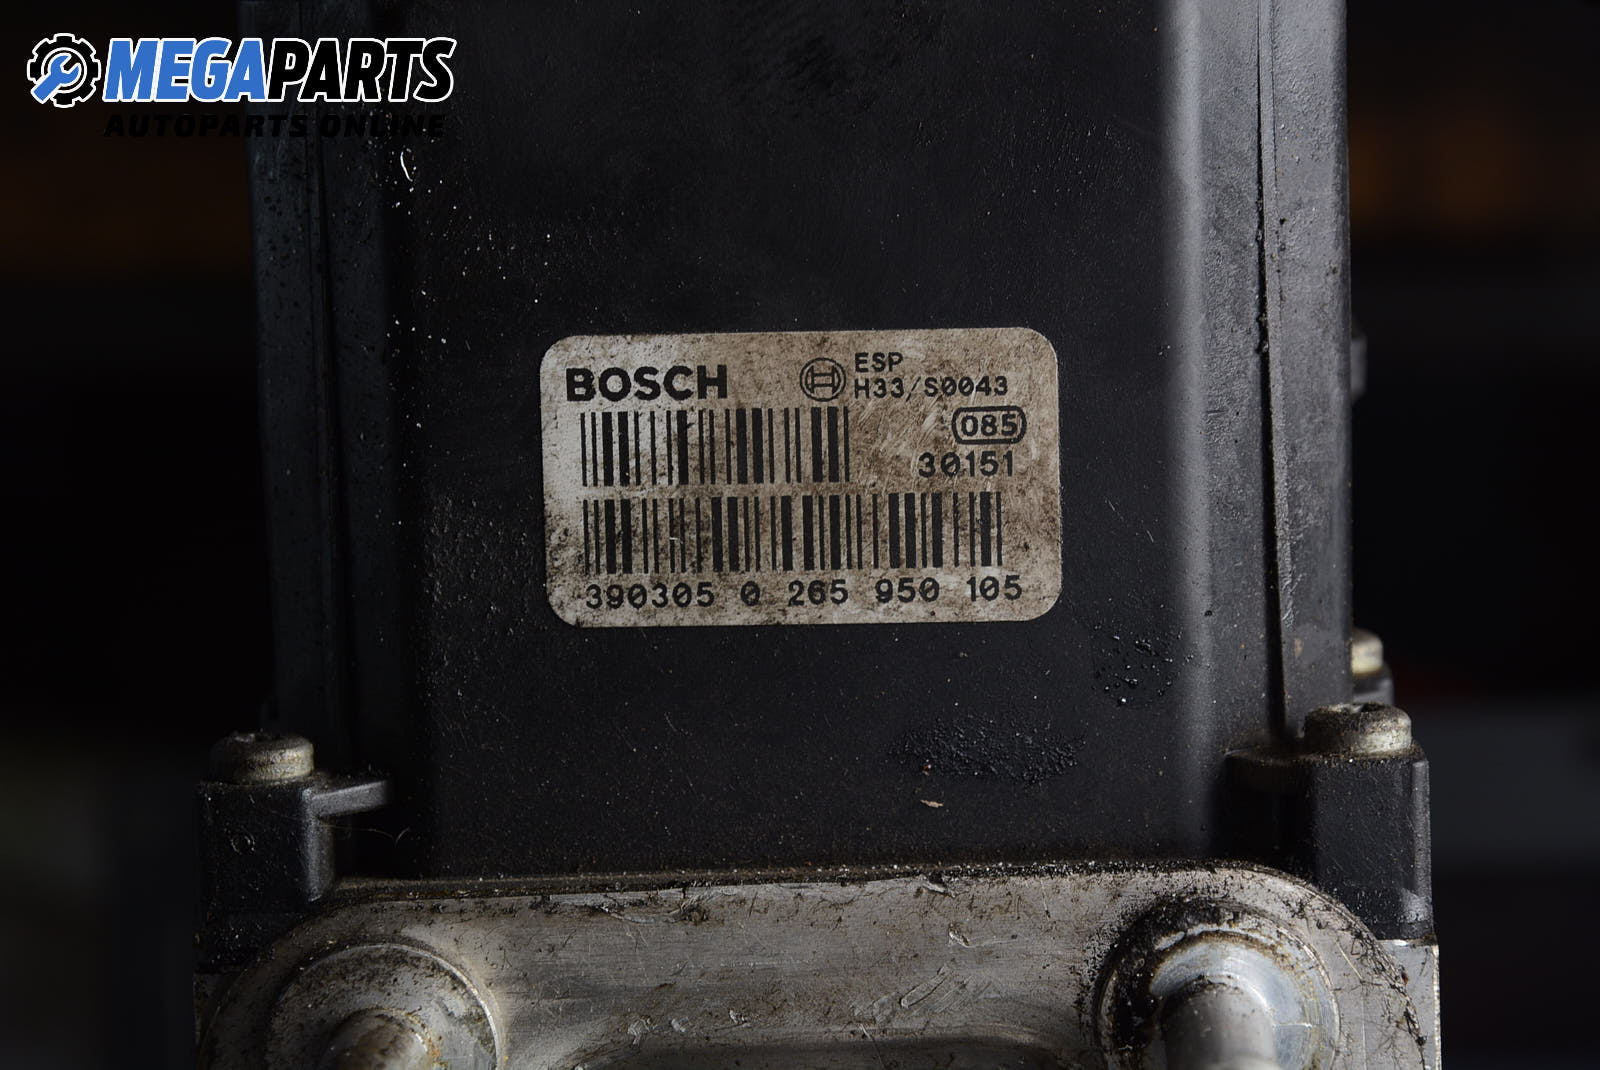 MEGAPARTS
AUTOPARTS ONLINE
BOSCH
ESP
H33/S0043
085
30151
390305 0 265 950 105